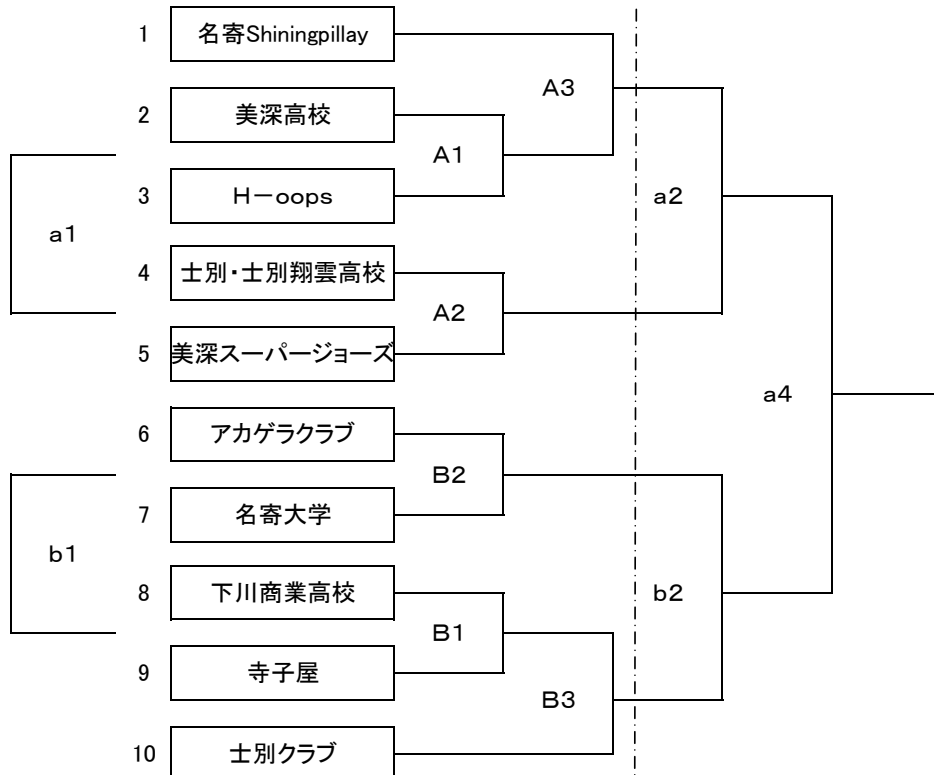 1 名寄Shiningpillay
A3
2 美深高校
A1
3 H－oops
a2
a1
4 士別・士別翔雲高校
A2
5 美深スーパージョーズ
a4
6 アカゲラクラブ
B2
7 名寄大学
b1
8 下川商業高校
b2
B1
9 寺子屋
B3
10 士別クラブ